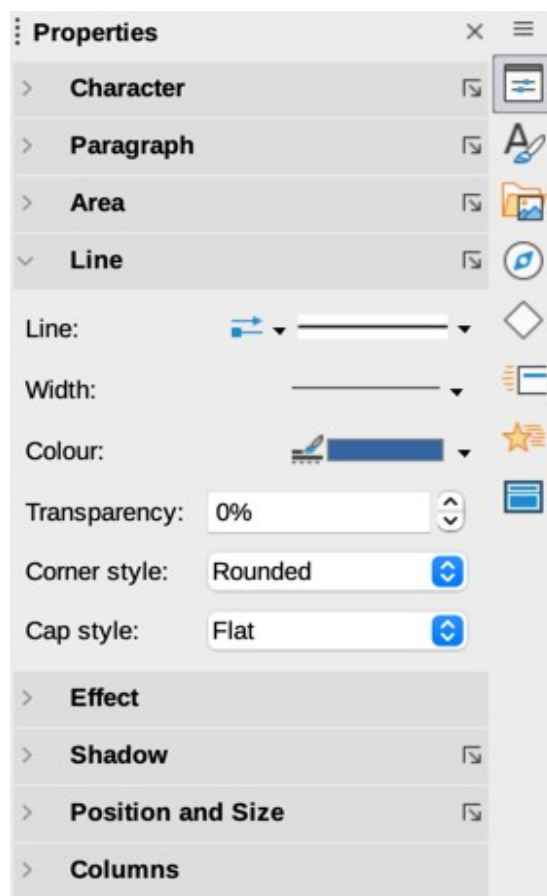 Properties
Character
Paragraph
Area
Line
Line:
Width:
Colour:
Transparency: 0%
Corner style: Rounded
Cap style: Flat
Effect
Shadow
Position and Size
Columns